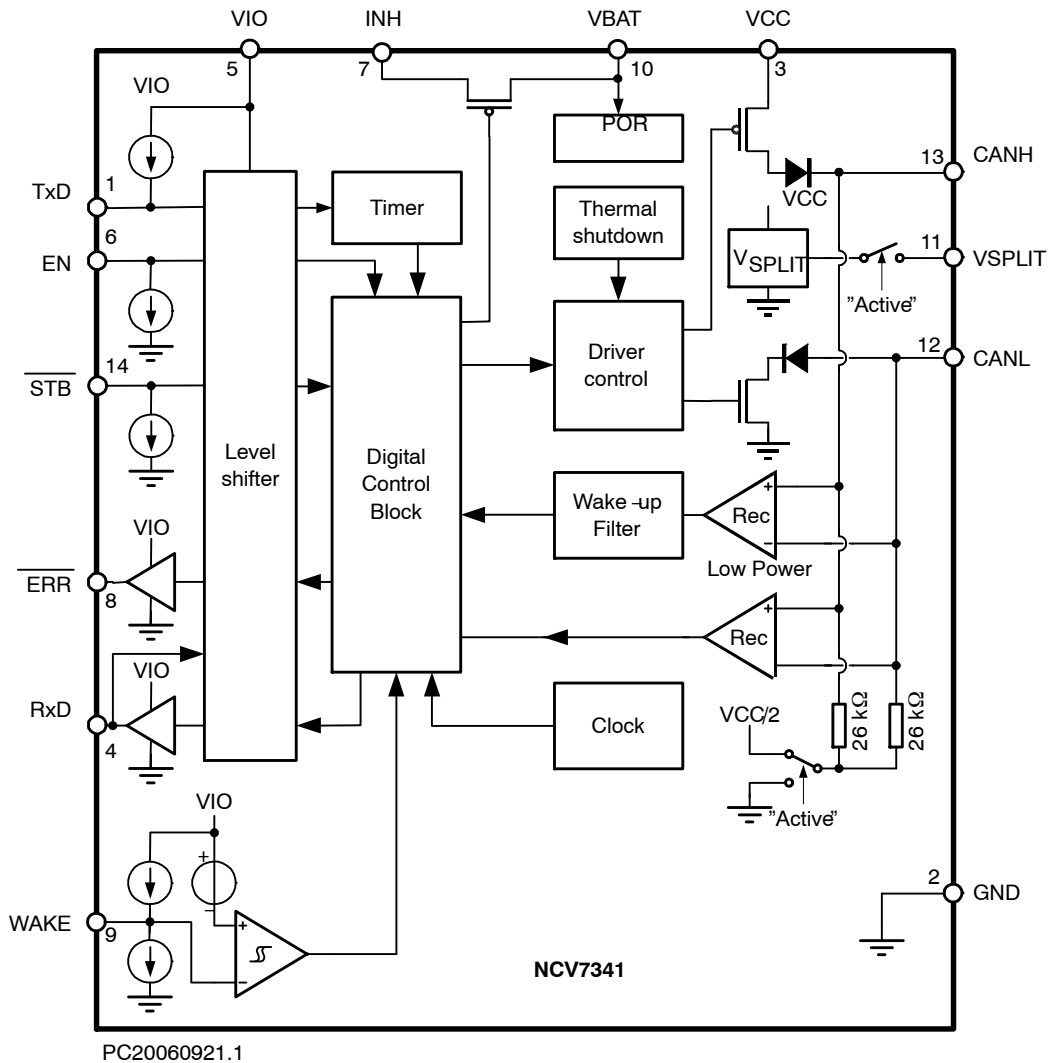 VIO INH VBAT VCC
5 7 10 3
VIO
POR
TxD 1
13 CANH
VCC
Timer
Thermal
shutdown
6
EN
11 VSPLIT
VSPLIT
"Active"
14
STB
12 CANL
Driver
control
Level
shifter
Digital
Control
Block
Wake-up
Filter
+
Rec
−
Low Power
VIO
ERR
8
+
Rec
−
VIO
RxD
4
Clock
VCC/2
26 kΩ
26 kΩ
"Active"
VIO
+
−
2
GND
WAKE
9
+
−
NCV7341
PC20060921.1